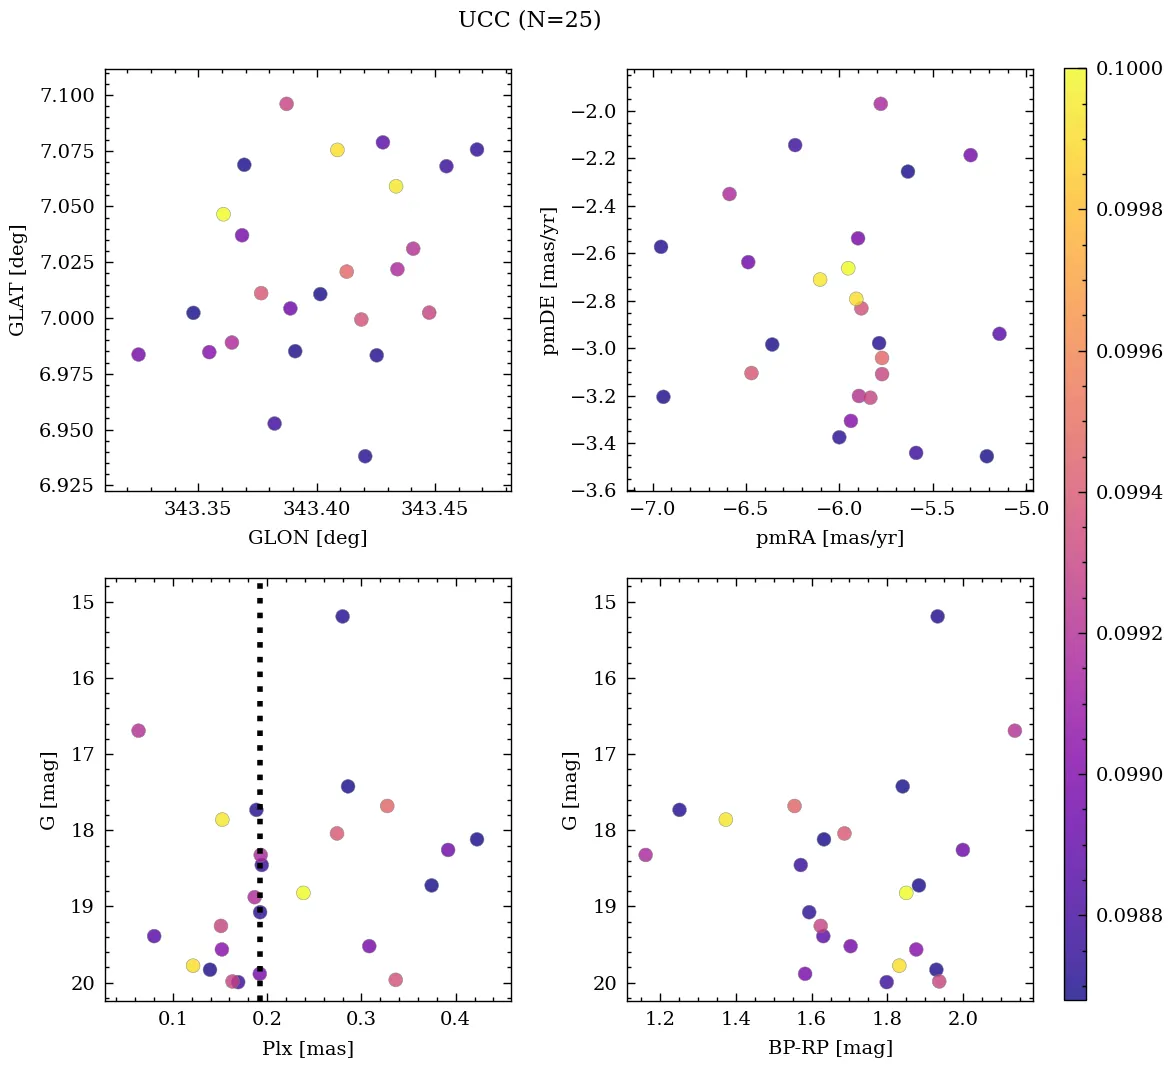 UCC (N=25)
7.100
7.075
7.050
7.025
7.000
6.975
6.950
6.925
GLAT [deg]
343.35 343.40 343.45
GLON [deg]
−2.0
−2.2
−2.4
−2.6
−2.8
−3.0
−3.2
−3.4
−3.6
pmDE [mas/yr]
−7.0 −6.5 −6.0 −5.5 −5.0
pmRA [mas/yr]
0.1000
0.0998
0.0996
0.0994
0.0992
0.0990
0.0988
15
16
17
18
19
20
G [mag]
0.1 0.2 0.3 0.4
Plx [mas]
15
16
17
18
19
20
G [mag]
1.2 1.4 1.6 1.8 2.0
BP-RP [mag]